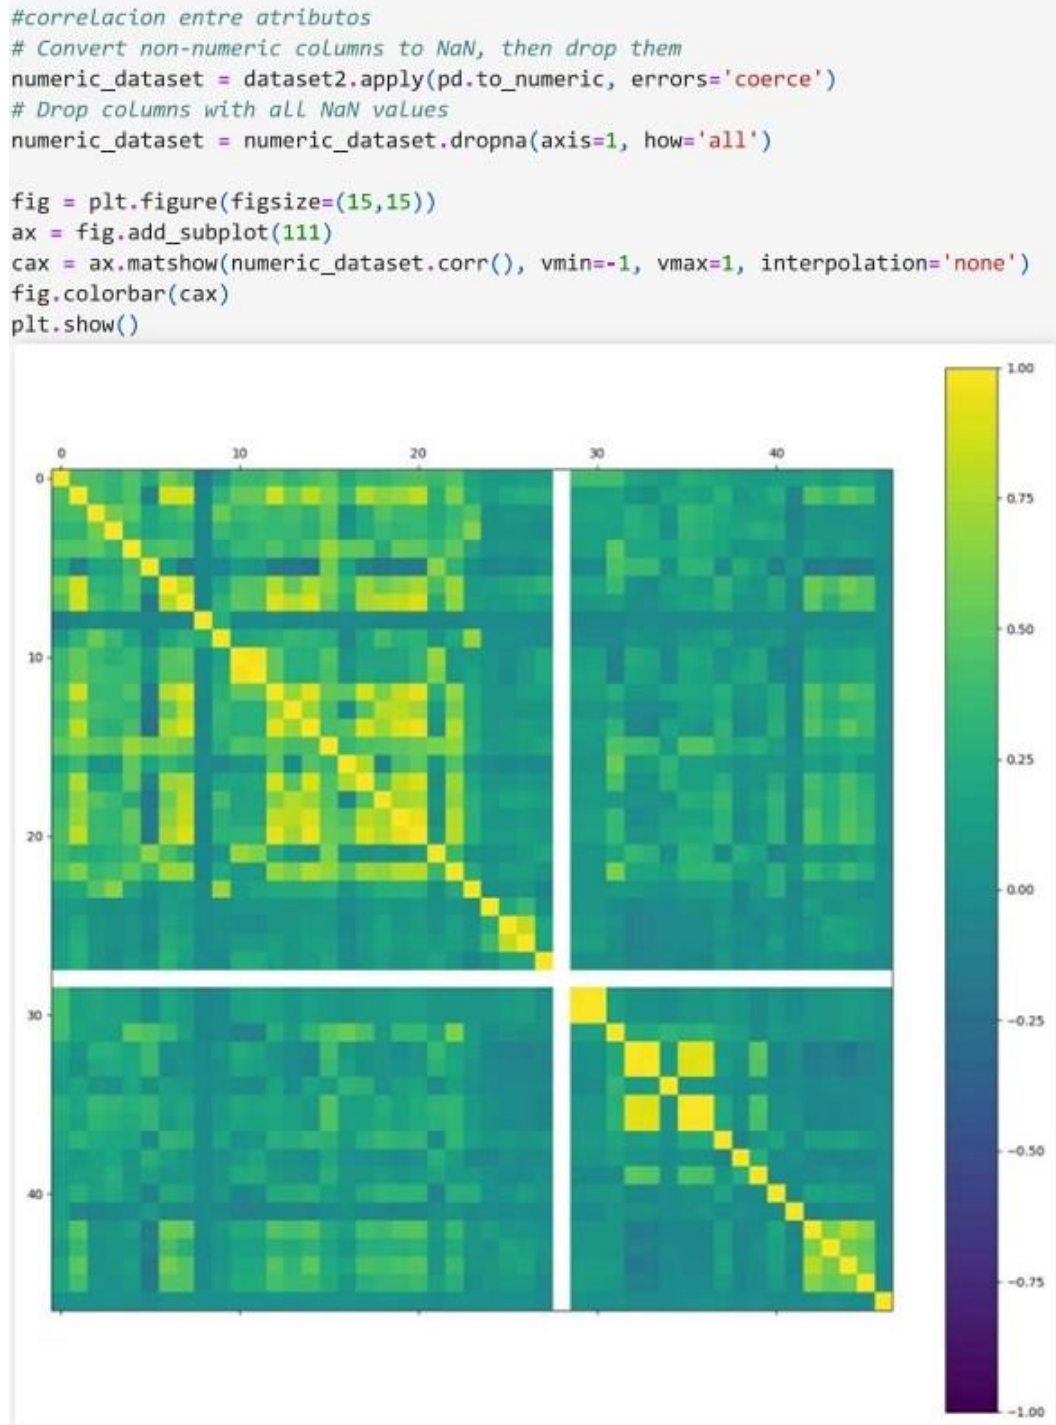 #correlacion entre atributos
# Convert non-numeric columns to NaN, then drop them
numeric_dataset = dataset2.apply(pd.to_numeric, errors='coerce')
# Drop columns with all NaN values
numeric_dataset = numeric_dataset.dropna(axis=1, how='all')
fig = plt.figure(figsize=(15,15))
ax = fig.add_subplot(111)
cax = ax.matshow(numeric_dataset.corr(), vmin=-1, vmax=1, interpolation='none')
fig.colorbar(cax)
plt.show()
0 10 20 30 40
0
10
20
30
40
1.00
0.75
0.50
0.25
0.00
−0.25
−0.50
−0.75
−1.00